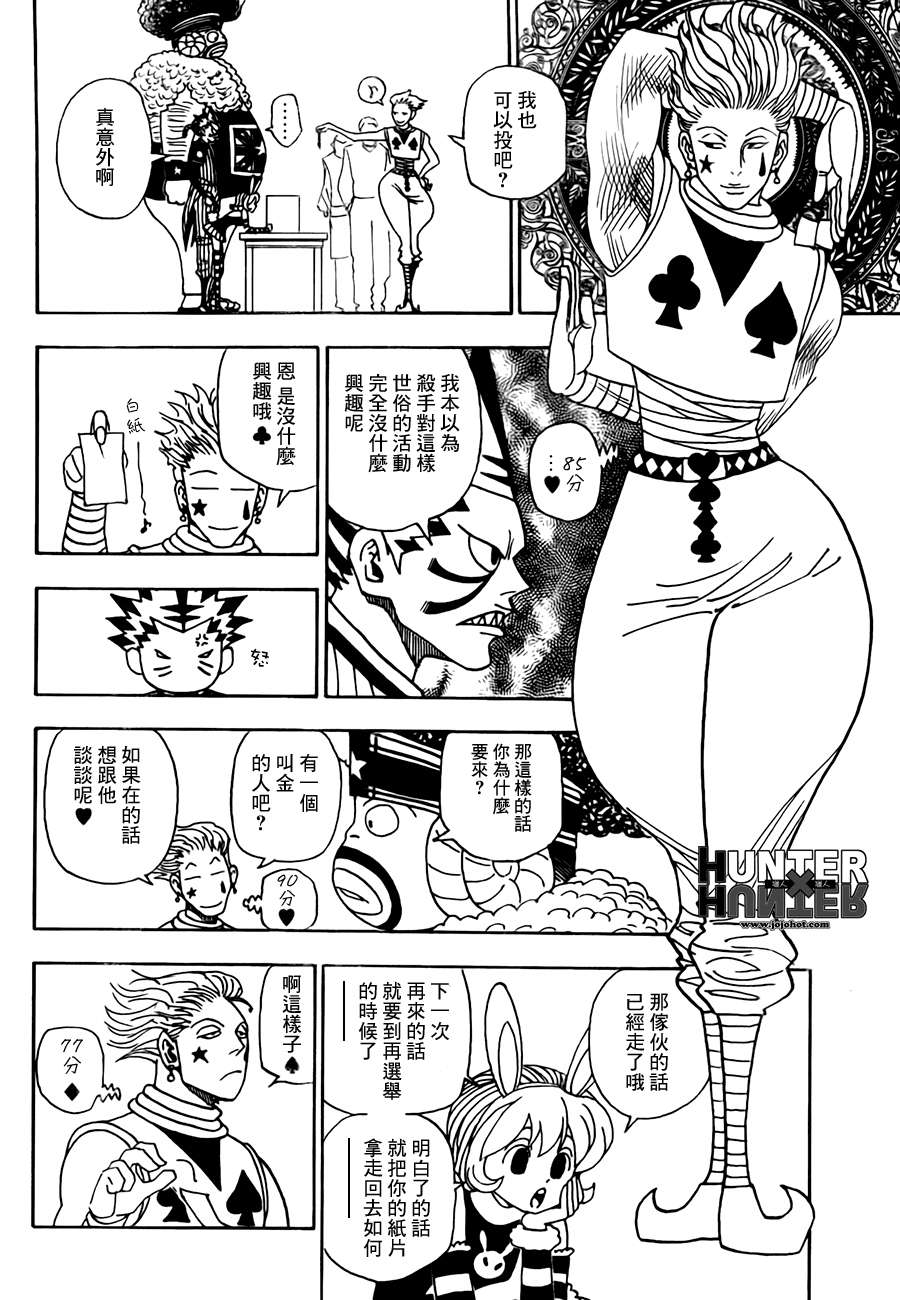 我也
可以投吧?
……
真意外
啊
85
分
…♥
我本以為
殺手對這樣
世俗的活動
完全沒什麼
興趣呢
恩 是沒什麼
興趣哦♣
白紙
♪
怒
那這樣的話
你為什麼
要來?
有一個
叫金
的人吧?
90
分
♥
如果在的話
想跟他
談談呢♥
那傢伙的話
已經走了哦
下一次
再來的話
就要到再選舉
的時候了
——
明白了的話
就把你的紙片
拿走回去如何
——
啊這樣子
♠
77
分
♦
HUNTER
×
HUNTER
www.jojohot.com